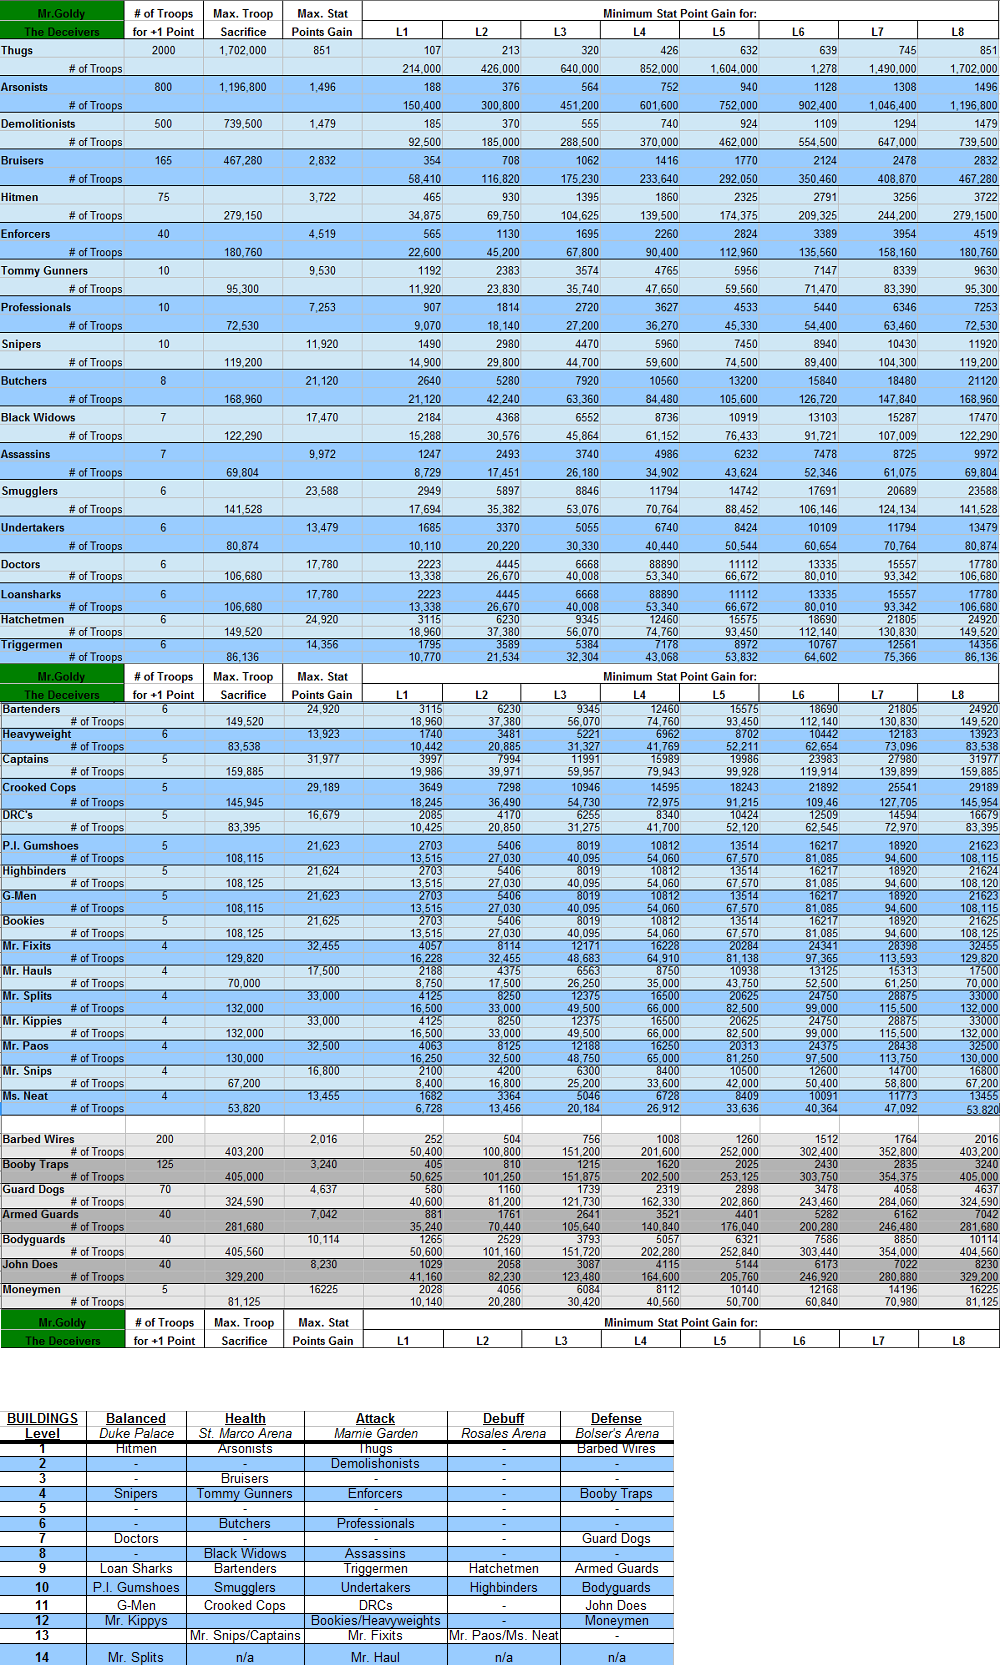 Mr.Goldy # of Troops Max. Troop Max. Stat Minimum Stat Point Gain for:
The Deceivers for +1 Point Sacrifice Points Gain L1 L2 L3 L4 L5 L6 L7 L8
Thugs 2000 1,702,000 851 107 213 320 426 632 639 745 851
# of Troops 214,000 426,000 640,000 852,000 1,604,000 1,278 1,490,000 1,702,000
Arsonists 800 1,196,800 1,496 188 376 564 752 940 1128 1308 1496
# of Troops 150,400 300,800 451,200 601,600 752,000 902,400 1,046,400 1,196,800
Demolitionists 500 739,500 1,479 185 370 555 740 924 1109 1294 1479
# of Troops 92,500 185,000 288,500 370,000 462,000 554,500 647,000 739,500
Bruisers 165 467,280 2,832 354 708 1062 1416 1770 2124 2478 2832
# of Troops 58,410 116,820 175,230 233,640 292,050 350,460 408,870 467,280
Hitmen 75 3,722 465 930 1395 1860 2325 2791 3256 3722
# of Troops 279,150 34,875 69,750 104,625 139,500 174,375 209,325 244,200 279,1500
Enforcers 40 4,519 565 1130 1695 2260 2824 3389 3954 4519
# of Troops 180,760 22,600 45,200 67,800 90,400 112,960 135,560 158,160 180,760
Tommy Gunners 10 9,530 1192 2383 3574 4765 5956 7147 8339 9630
# of Troops 95,300 11,920 23,830 35,740 47,650 59,560 71,470 83,390 95,300
Professionals 10 7,253 907 1814 2720 3627 4533 5440 6346 7253
# of Troops 72,530 9,070 18,140 27,200 36,270 45,330 54,400 63,460 72,530
Snipers 10 11,920 1490 2980 4470 5960 7450 8940 10430 11920
# of Troops 119,200 14,900 29,800 44,700 59,600 74,500 89,400 104,300 119,200
Butchers 8 21,120 2640 5280 7920 10560 13200 15840 18480 21120
# of Troops 168,960 21,120 42,240 63,360 84,480 105,600 126,720 147,840 168,960
Black Widows 7 17,470 2184 4368 6552 8736 10919 13103 15287 17470
# of Troops 122,290 15,288 30,576 45,864 61,152 76,433 91,721 107,009 122,290
Assassins 7 9,972 1247 2493 3740 4986 6232 7478 8725 9972
# of Troops 69,804 8,729 17,451 26,180 34,902 43,624 52,346 61,075 69,804
Smugglers 6 23,588 2949 5897 8846 11794 14742 17691 20689 23588
# of Troops 141,528 17,694 35,382 53,076 70,764 88,452 106,146 124,134 141,528
Undertakers 6 13,479 1685 3370 5055 6740 8424 10109 11794 13479
# of Troops 80,874 10,110 20,220 30,330 40,440 50,544 60,654 70,764 80,874
Doctors 6 17,780 2223 4445 6668 88890 11112 13335 15557 17780
# of Troops 106,680 13,338 26,670 40,008 53,340 66,672 80,010 93,342 106,680
Loansharks 6 17,780 2223 4445 6668 88890 11112 13335 15557 17780
# of Troops 106,680 13,338 26,670 40,008 53,340 66,672 80,010 93,342 106,680
Hatchetmen 6 24,920 3115 6230 9345 12460 15575 18690 21805 24920
# of Troops 149,520 18,960 37,380 56,070 74,760 93,450 112,140 130,830 149,520
Triggermen 6 14,356 1795 3589 5384 7178 8972 10767 12561 14356
# of Troops 86,136 10,770 21,534 32,304 43,068 53,832 64,602 75,366 86,136
Mr.Goldy # of Troops Max. Troop Max. Stat Minimum Stat Point Gain for:
The Deceivers for +1 Point Sacrifice Points Gain L1 L2 L3 L4 L5 L6 L7 L8
Bartenders 6 24,920 3115 6230 9345 12460 15575 18690 21805 24920
# of Troops 149,520 18,960 37,380 56,070 74,760 93,450 112,140 130,830 149,520
Heavyweight 6 13,923 1740 3481 5221 6962 8702 10442 12183 13923
# of Troops 83,538 10,442 20,885 31,327 41,769 52,211 62,654 73,096 83,538
Captains 5 31,977 3997 7994 11991 15989 19986 23983 27980 31977
# of Troops 159,885 19,986 39,971 59,957 79,943 99,928 119,914 139,899 159,885
Crooked Cops 5 29,189 3649 7298 10946 14595 18243 21892 25541 29189
# of Troops 145,945 18,245 36,490 54,730 72,975 91,215 109,46 127,705 145,954
DRC's 5 16,679 2085 4170 6255 8340 10424 12509 14594 16679
# of Troops 83,395 10,425 20,850 31,275 41,700 52,120 62,545 72,970 83,395
P.I. Gumshoes 5 21,623 2703 5406 8019 10812 13514 16217 18920 21623
# of Troops 108,115 13,515 27,030 40,095 54,060 67,570 81,085 94,600 108,115
Highbinders 5 21,624 2703 5406 8019 10812 13514 16217 18920 21624
# of Troops 108,125 13,515 27,030 40,095 54,060 67,570 81,085 94,600 108,120
G-Men 5 21,623 2703 5406 8019 10812 13514 16217 18920 21623
# of Troops 108,115 13,515 27,030 40,095 54,060 67,570 81,085 94,600 108,115
Bookies 5 21,625 2703 5406 8019 10812 13514 16217 18920 21625
# of Troops 108,125 13,515 27,030 40,095 54,060 67,570 81,085 94,600 108,125
Mr. Fixits 4 32,455 4057 8114 12171 16228 20284 24341 28398 32455
# of Troops 129,820 16,228 32,455 48,683 64,910 81,138 97,365 113,593 129,820
Mr. Hauls 4 17,500 2188 4375 6563 8750 10938 13125 15313 17500
# of Troops 70,000 8,750 17,500 26,250 35,000 43,750 52,500 61,250 70,000
Mr. Splits 4 33,000 4125 8250 12375 16500 20625 24750 28875 33000
# of Troops 132,000 16,500 33,000 49,500 66,000 82,500 99,000 115,500 132,000
Mr. Kippies 4 33,000 4125 8250 12375 16500 20625 24750 28875 33000
# of Troops 132,000 16,500 33,000 49,500 66,000 82,500 99,000 115,500 132,000
Mr. Paos 4 32,500 4063 8125 12188 16250 20313 24375 28438 32500
# of Troops 130,000 16,250 32,500 48,750 65,000 81,250 97,500 113,750 130,000
Mr. Snips 4 16,800 2100 4200 6300 8400 10500 12600 14700 16800
# of Troops 67,200 8,400 16,800 25,200 33,600 42,000 50,400 58,800 67,200
Ms. Neat 4 13,455 1682 3364 5046 6728 8409 10091 11773 13455
# of Troops 53,820 6,728 13,456 20,184 26,912 33,636 40,364 47,092 53,820
Barbed Wires 200 2,016 252 504 756 1008 1260 1512 1764 2016
# of Troops 403,200 50,400 100,800 151,200 201,600 252,000 302,400 352,800 403,200
Booby Traps 125 3,240 405 810 1215 1620 2025 2430 2835 3240
# of Troops 405,000 50,625 101,250 151,875 202,500 253,125 303,750 354,375 405,000
Guard Dogs 70 4,637 580 1160 1739 2319 2898 3478 4058 4637
# of Troops 324,590 40,600 81,200 121,730 162,330 202,860 243,460 284,060 324,590
Armed Guards 40 7,042 881 1761 2641 3521 4401 5282 6162 7042
# of Troops 281,680 35,240 70,440 105,640 140,840 176,040 200,280 246,480 281,680
Bodyguards 40 10,114 1265 2529 3793 5057 6321 7586 8850 10114
# of Troops 405,560 50,600 101,160 151,720 202,280 252,840 303,440 354,000 404,560
John Does 40 8,230 1029 2058 3087 4115 5144 6173 7022 8230
# of Troops 329,200 41,160 82,230 123,480 164,600 205,760 246,920 280,880 329,200
Moneymen 5 16225 2028 4056 6084 8112 10140 12168 14196 16225
# of Troops 81,125 10,140 20,280 30,420 40,560 50,700 60,840 70,980 81,125
Mr.Goldy # of Troops Max. Troop Max. Stat Minimum Stat Point Gain for:
The Deceivers for +1 Point Sacrifice Points Gain L1 L2 L3 L4 L5 L6 L7 L8
BUILDINGS Balanced Health Attack Debuff Defense
Level Duke Palace St. Marco Arena Marnie Garden Rosales Arena Bolser's Arena
1 Hitmen Arsonists Thugs - Barbed Wires
2 - - Demolishonists - -
3 - Bruisers - - -
4 Snipers Tommy Gunners Enforcers - Booby Traps
5 - - - - -
6 - Butchers Professionals - -
7 Doctors - - - Guard Dogs
8 - Black Widows Assassins - -
9 Loan Sharks Bartenders Triggermen Hatchetmen Armed Guards
10 P.I. Gumshoes Smugglers Undertakers Highbinders Bodyguards
11 G-Men Crooked Cops DRCs - John Does
12 Mr. Kippys Bookies/Heavyweights - Moneymen
13 Mr. Snips/Captains Mr. Fixits Mr. Paos/Ms. Neat -
14 Mr. Splits n/a Mr. Haul n/a n/a